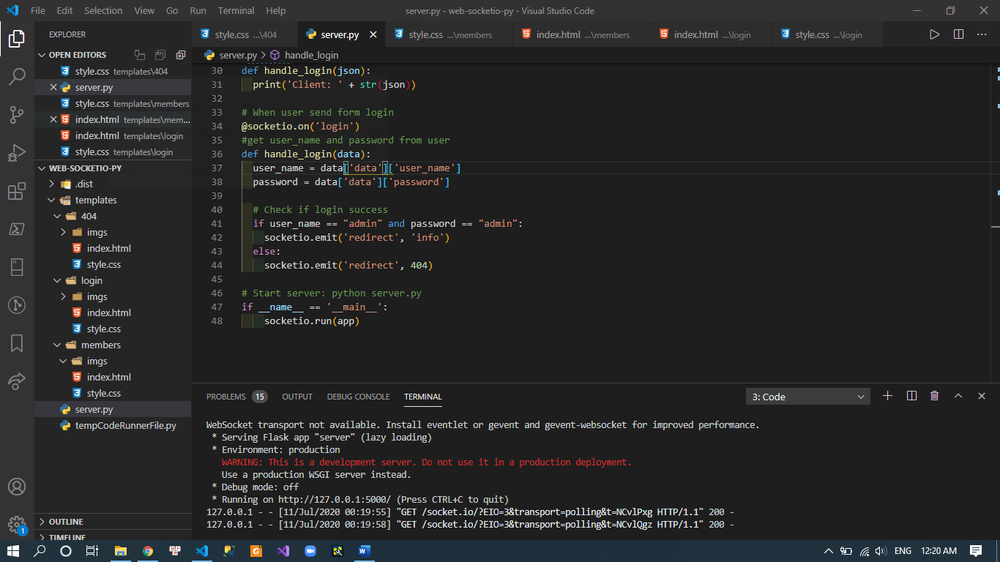 File Edit Selection View Go Run Terminal Help server.py - web-socketio-py - Visual Studio Code
EXPLORER
style.css ...\404 server.py style.css ...\members index.html ...\members index.html ...\login style.css ...\login
OPEN EDITORS
style.css templates\404
server.py
style.css templates\members
index.html templates\mem...
index.html templates\login
style.css templates\login
WEB-SOCKETIO-PY
.dist
templates
404
imgs
index.html
style.css
login
imgs
index.html
style.css
members
imgs
index.html
style.css
server.py
tempCodeRunnerFile.py
OUTLINE
TIMELINE
1
server.py > handle_login
30 def handle_login(json):
31 print('Client: ' + str(json))
32
33 # When user send form login
34 @socketio.on('login')
35 #get user_name and password from user
36 def handle_login(data):
37 user_name = data['data']['user_name']
38 password = data['data']['password']
39
40 # Check if login success
41 if user_name == "admin" and password == "admin":
42 socketio.emit('redirect', 'info')
43 else:
44 socketio.emit('redirect', 404)
45
46 # Start server: python server.py
47 if __name__ == '__main__':
48 socketio.run(app)
PROBLEMS 15 OUTPUT DEBUG CONSOLE TERMINAL 3: Code
WebSocket transport not available. Install eventlet or gevent and gevent-websocket for improved performance.
* Serving Flask app "server" (lazy loading)
* Environment: production
WARNING: This is a development server. Do not use it in a production deployment.
Use a production WSGI server instead.
* Debug mode: off
* Running on http://127.0.0.1:5000/ (Press CTRL+C to quit)
127.0.0.1 - - [11/Jul/2020 00:19:55] "GET /socket.io/?EIO=3&transport=polling&t=NCvlPxg HTTP/1.1" 200 -
127.0.0.1 - - [11/Jul/2020 00:19:58] "GET /socket.io/?EIO=3&transport=polling&t=NCvlQgz HTTP/1.1" 200 -
ENG 12:20 AM